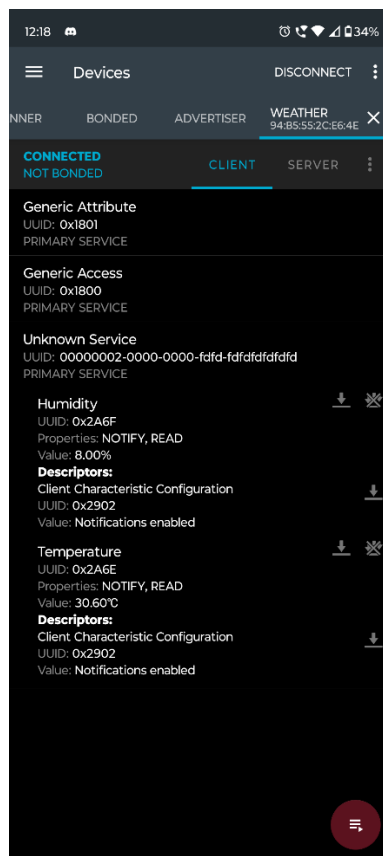 12:18
34%
Devices
DISCONNECT
NNER
BONDED
ADVERTISER
WEATHER
94:B5:55:2C:E6:4E
CONNECTED
NOT BONDED
CLIENT
SERVER
Generic Attribute
UUID: 0x1801
PRIMARY SERVICE
Generic Access
UUID: 0x1800
PRIMARY SERVICE
Unknown Service
UUID: 00000002-0000-0000-fdfd-fdfdfdfdfdfd
PRIMARY SERVICE
Humidity
UUID: 0x2A6F
Properties: NOTIFY, READ
Value: 8.00%
Descriptors:
Client Characteristic Configuration
UUID: 0x2902
Value: Notifications enabled
Temperature
UUID: 0x2A6E
Properties: NOTIFY, READ
Value: 30.60°C
Descriptors:
Client Characteristic Configuration
UUID: 0x2902
Value: Notifications enabled